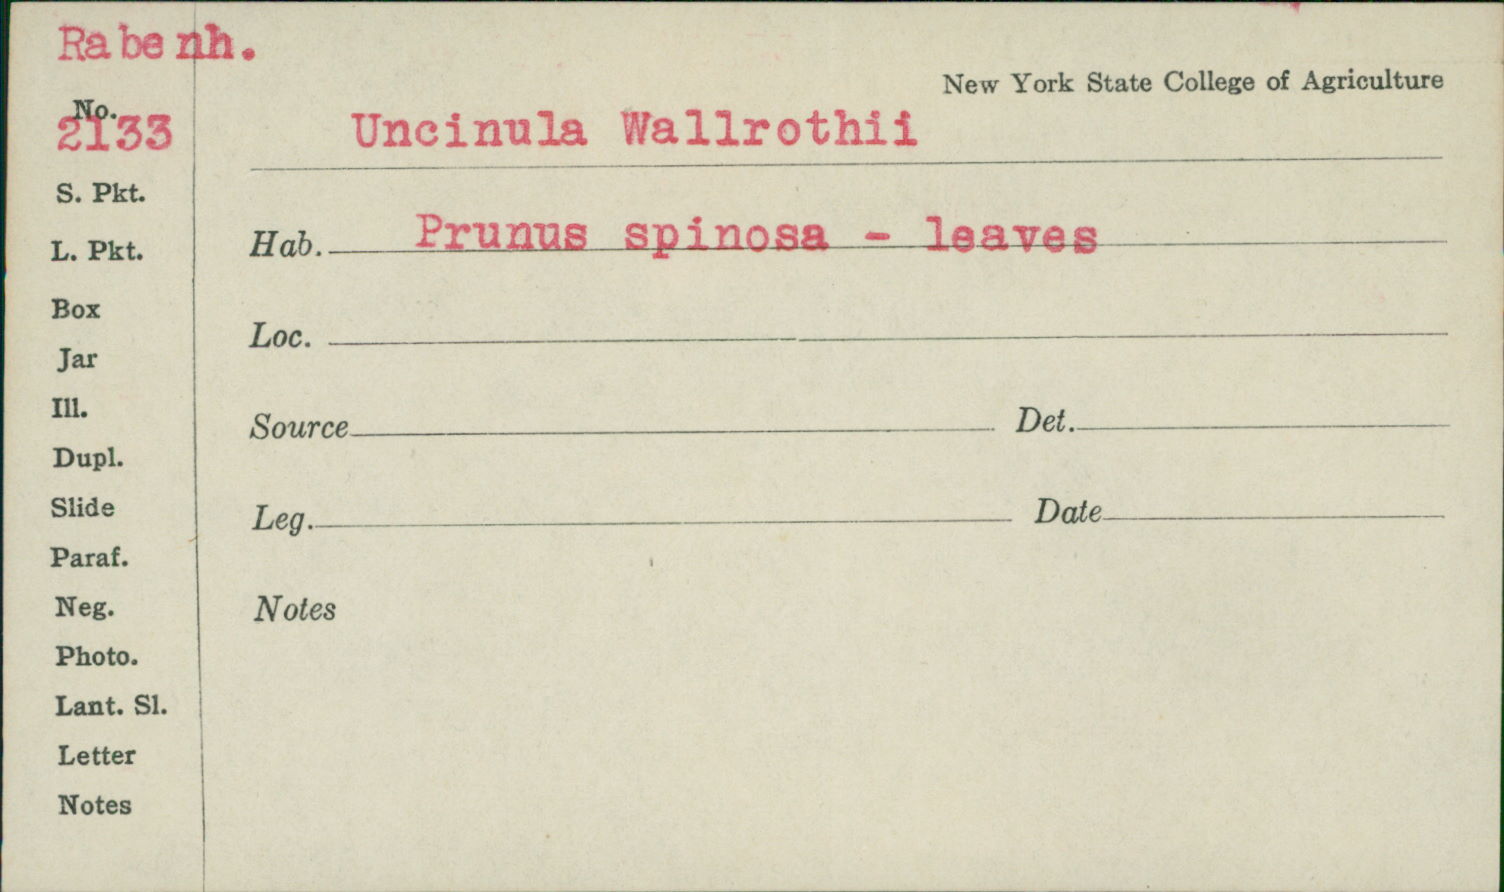 Rabenh.
New York State College of Agriculture
No.
2133
Uncinula Wallrothii
S. Pkt.
Hab. Prunus spinosa - leaves
L. Pkt.
Box
Loc.
Jar
Ill.
Source Det.
Dupl.
Slide
Leg. Date
Paraf.
Neg.
Notes
Photo.
Lant. Sl.
Letter
Notes